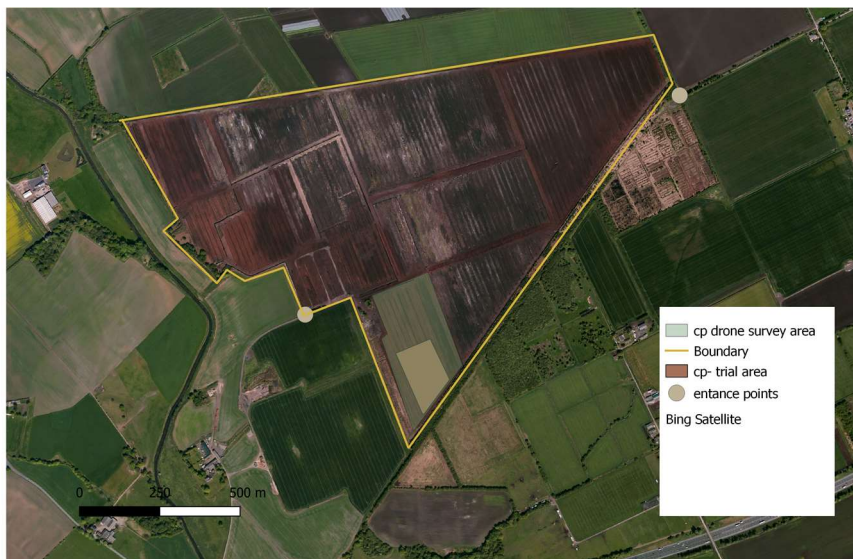 cp drone survey area
Boundary
cp- trial area
entance points
Bing Satellite
0 250 500 m